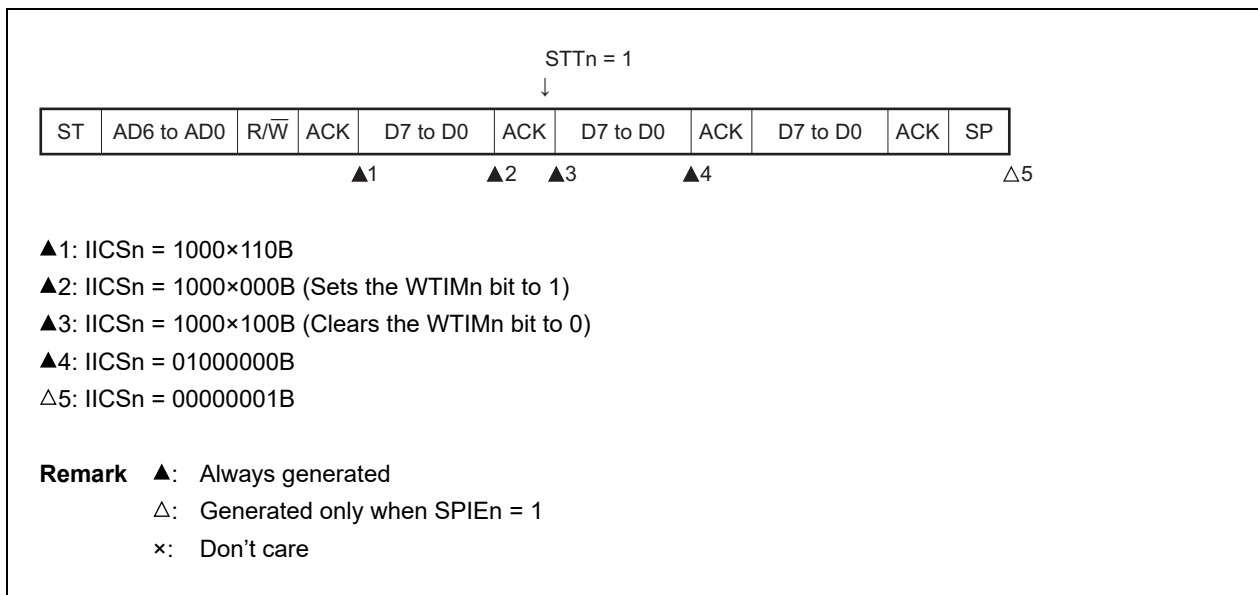 STTn = 1
↓
ST AD6 to AD0 R/W̅ ACK D7 to D0 ACK D7 to D0 ACK D7 to D0 ACK SP
▲1 ▲2 ▲3 ▲4 △5
▲1: IICSn = 1000×110B
▲2: IICSn = 1000×000B (Sets the WTIMn bit to 1)
▲3: IICSn = 1000×100B (Clears the WTIMn bit to 0)
▲4: IICSn = 01000000B
△5: IICSn = 00000001B
Remark ▲: Always generated
△: Generated only when SPIEn = 1
×: Don't care